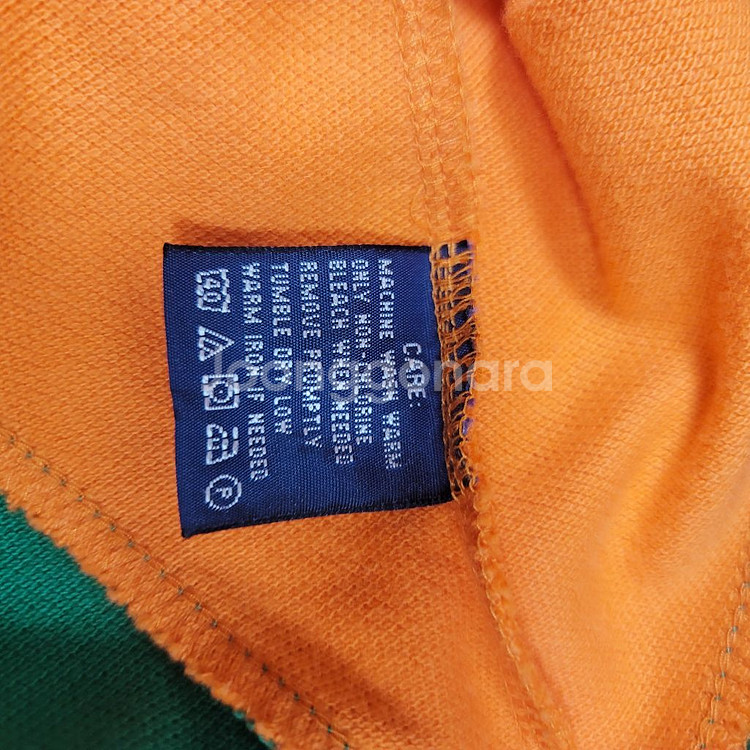 CARE:
MACHINE WASH WARM
ONLY NON-CHLORINE
BLEACH WHEN NEEDED
REMOVE PROMPTLY
TUMBLE DRY LOW
WARM IRON IF NEEDED
40
P
Joonggonara